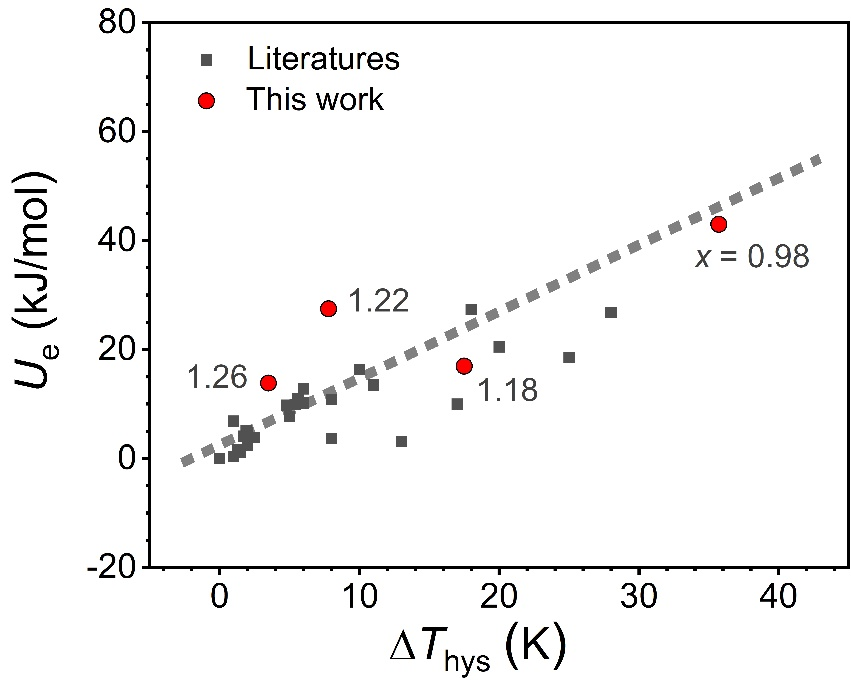 80
60
40
20
0
-20
Uₑ (kJ/mol)
Literatures
This work
1.26
1.22
1.18
x = 0.98
0
10
20
30
40
ΔT_hys (K)